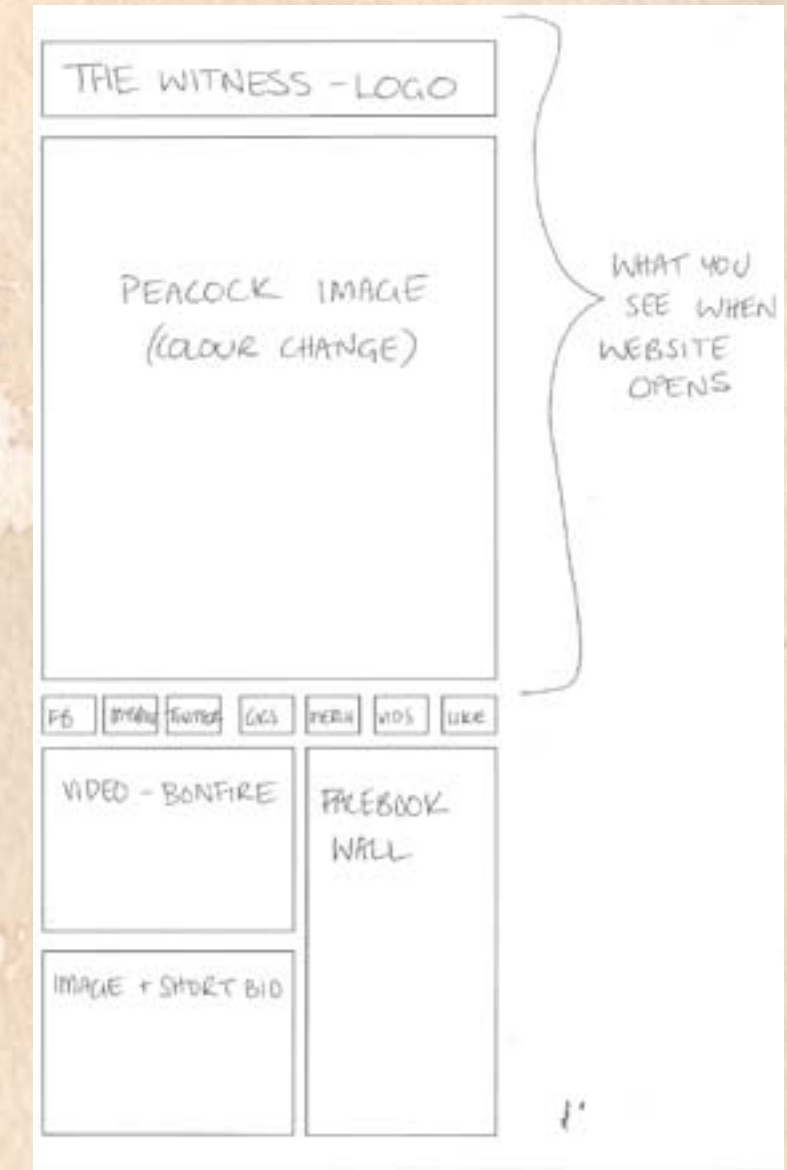 THE WITNESS - LOGO
PEACOCK IMAGE
(COLOUR CHANGE)
WHAT YOU
SEE WHEN
WEBSITE
OPENS
FB
TWITTER
GIGS
MERCH
VIDS
LIKE
VIDEO - BONFIRE
FACEBOOK
WALL
IMAGE + SHORT BIO